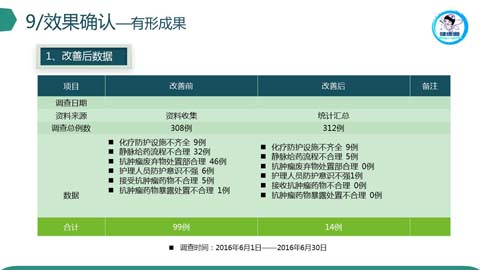 9/效果确认—有形成果
1、改善后数据
项目 改善前 改善后 备注
调查日期
资料来源 资料收集 统计汇总
调查总例数 308例 312例
数据
■ 化疗防护设施不齐全 9例
■ 静脉给药流程不合理 32例
■ 抗肿瘤废弃物处置部合理 46例
■ 护理人员防护意识不强 6例
■ 接受抗肿瘤药物不合理 5例
■ 抗肿瘤药物暴露处置不合理 1例
■ 化疗防护设施不齐全 9例
■ 静脉给药流程不合理 5例
■ 抗肿瘤废弃物处置部合理 0例
■ 护理人员防护意识不强1例
■ 接收抗肿瘤药物不合理 0例
■ 抗肿瘤药物暴露处置不合理 0例
合计 99例 14例
■ 调查时间：2016年6月1日——2016年6月30日